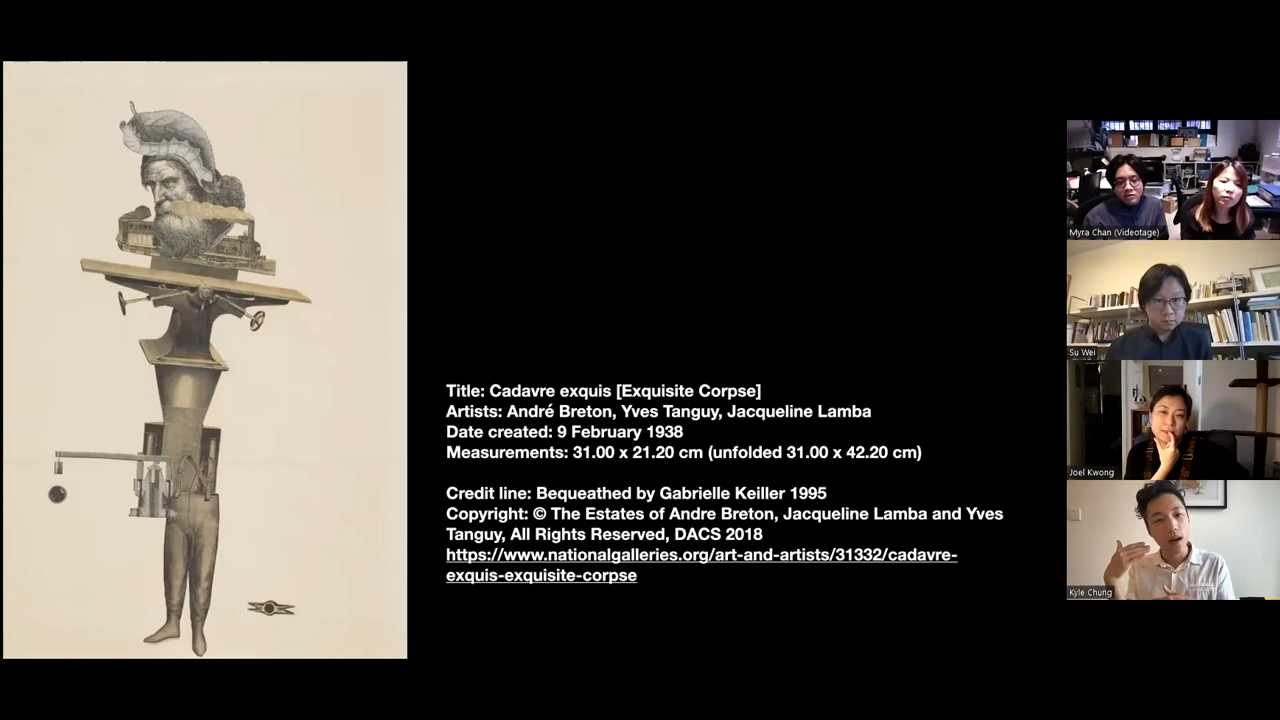 Title: Cadavre exquis [Exquisite Corpse]
Artists: André Breton, Yves Tanguy, Jacqueline Lamba
Date created: 9 February 1938
Measurements: 31.00 x 21.20 cm (unfolded 31.00 x 42.20 cm)
Credit line: Bequeathed by Gabrielle Keiller 1995
Copyright: © The Estates of Andre Breton, Jacqueline Lamba and Yves
Tanguy, All Rights Reserved, DACS 2018
https://www.nationalgalleries.org/art-and-artists/31332/cadavre-
exquis-exquisite-corpse
Myra Chan (Videotage)
Su Wei
Joel Kwong
Kyle Chung